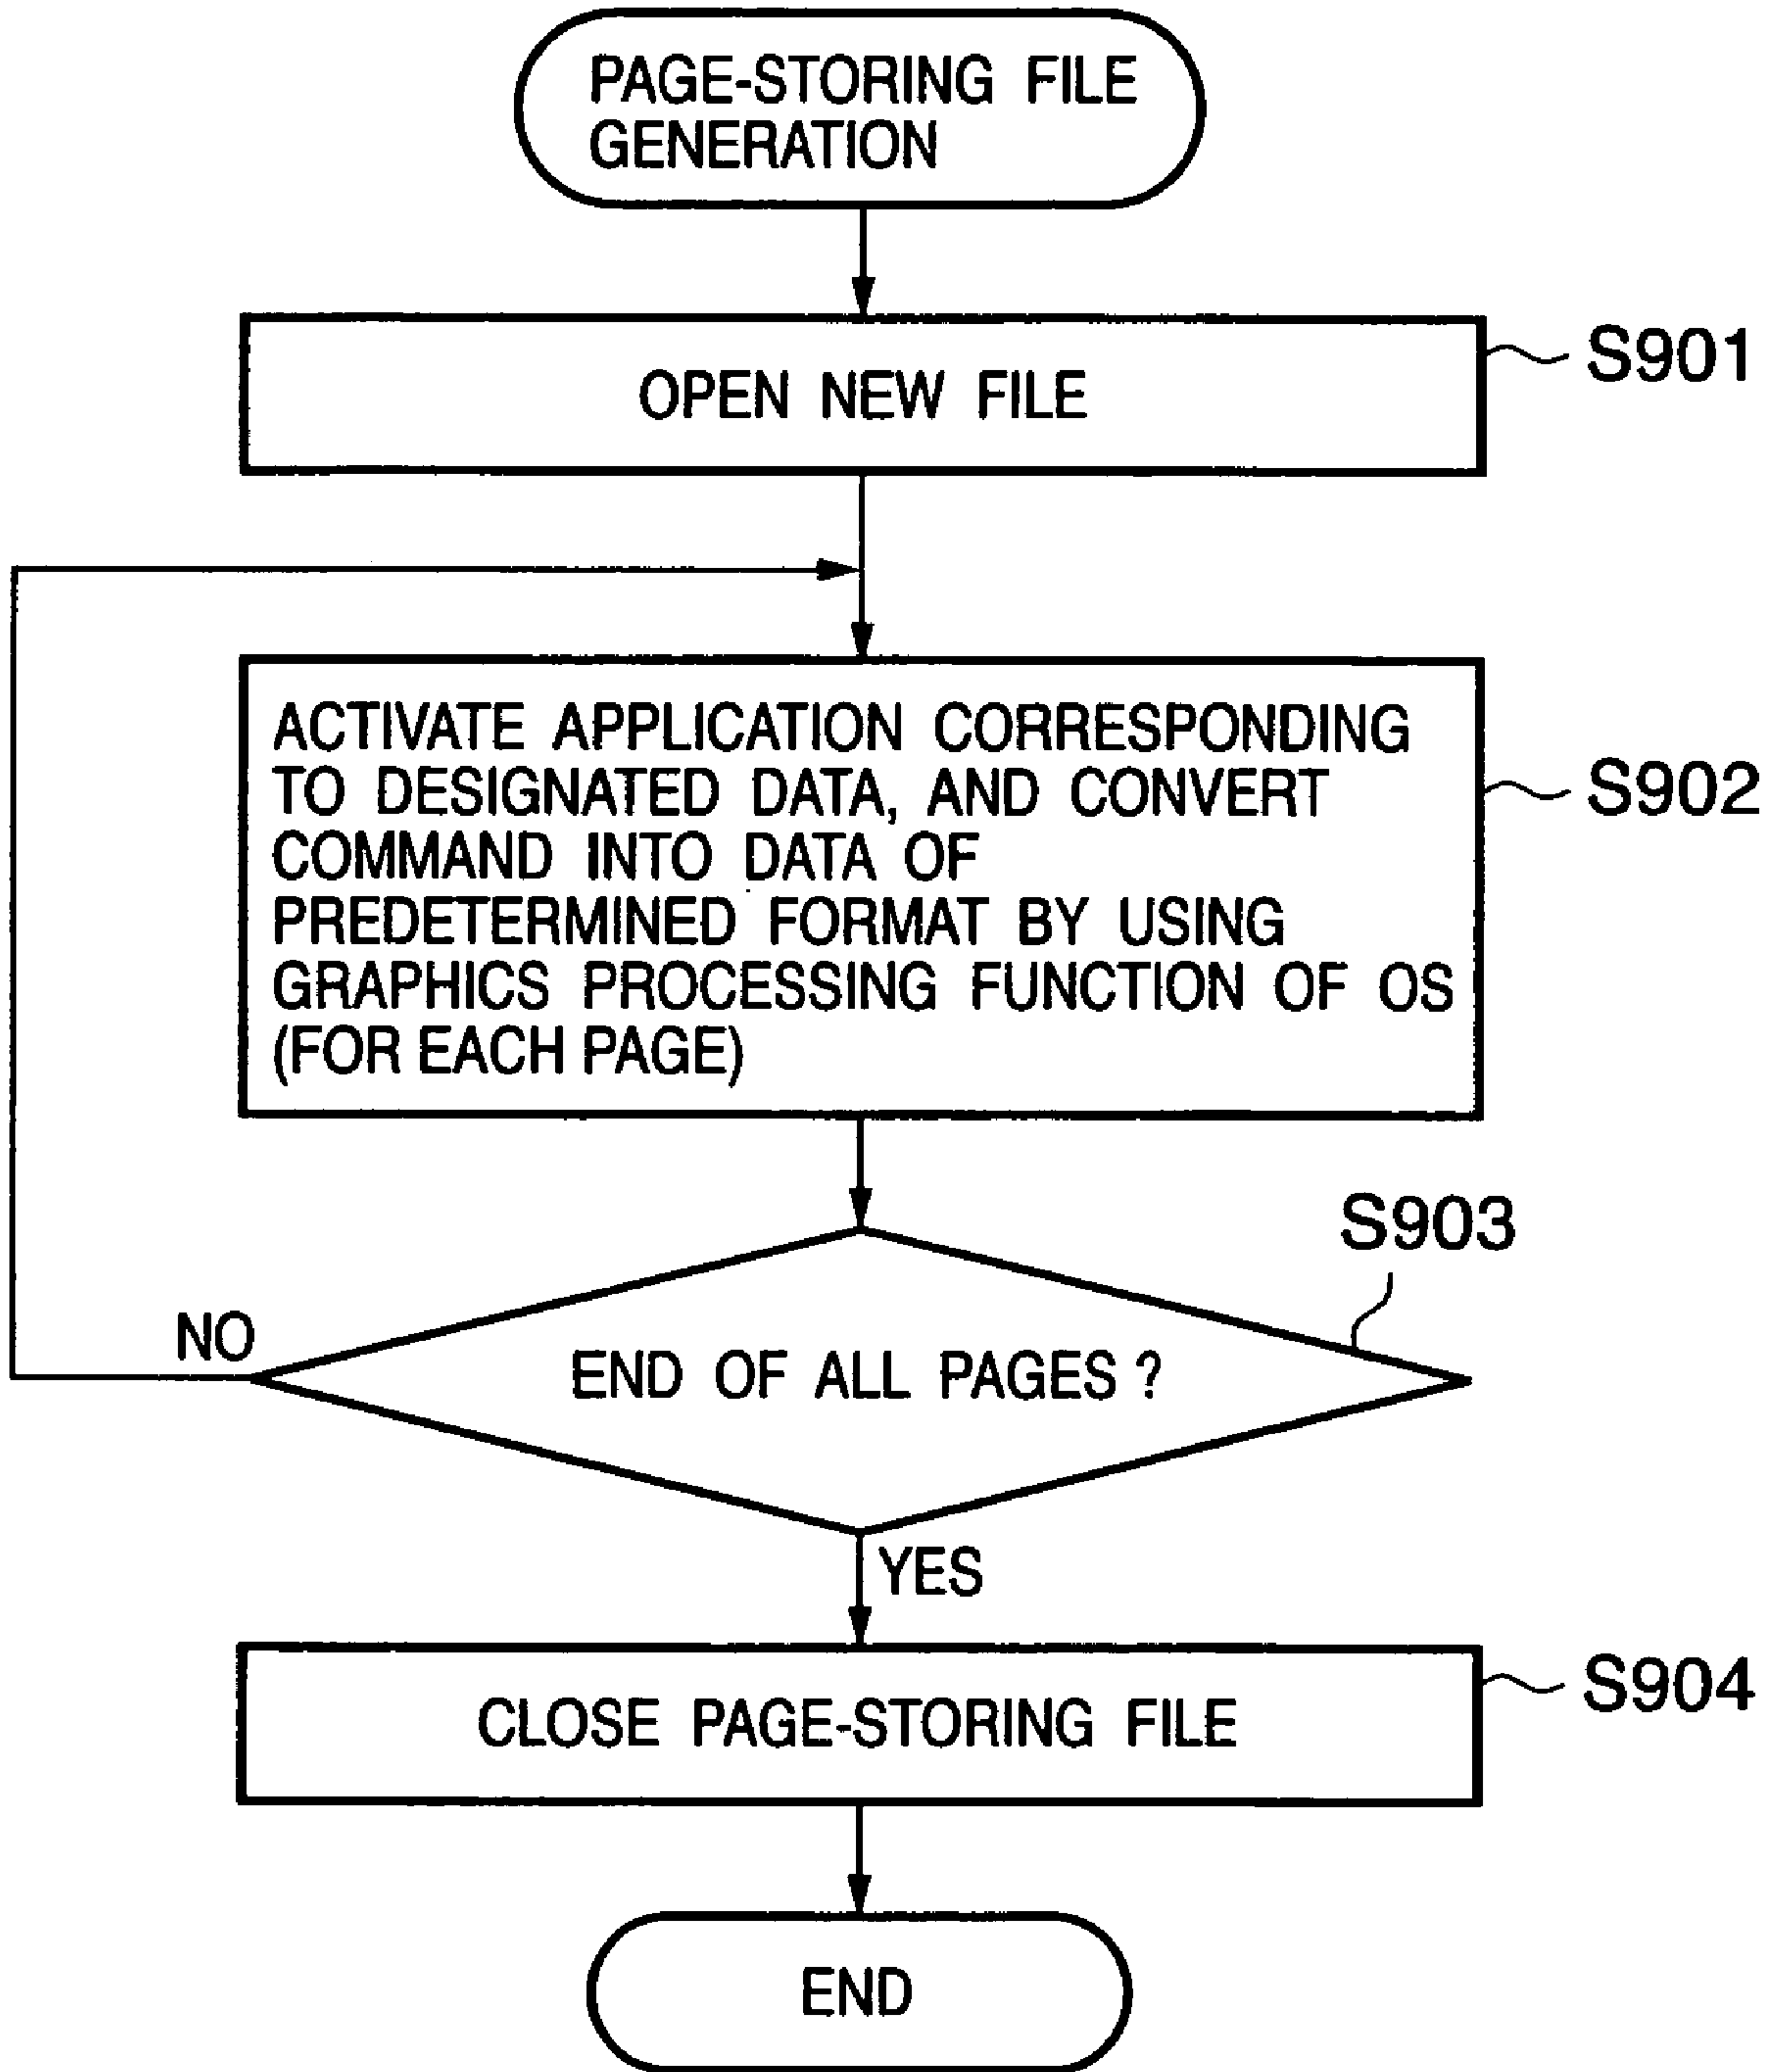 PAGE-STORING FILE
GENERATION
OPEN NEW FILE
S901
ACTIVATE APPLICATION CORRESPONDING
TO DESIGNATED DATA, AND CONVERT
COMMAND INTO DATA OF
PREDETERMINED FORMAT BY USING
GRAPHICS PROCESSING FUNCTION OF OS
(FOR EACH PAGE)
S902
S903
NO
END OF ALL PAGES ?
YES
CLOSE PAGE-STORING FILE
S904
END